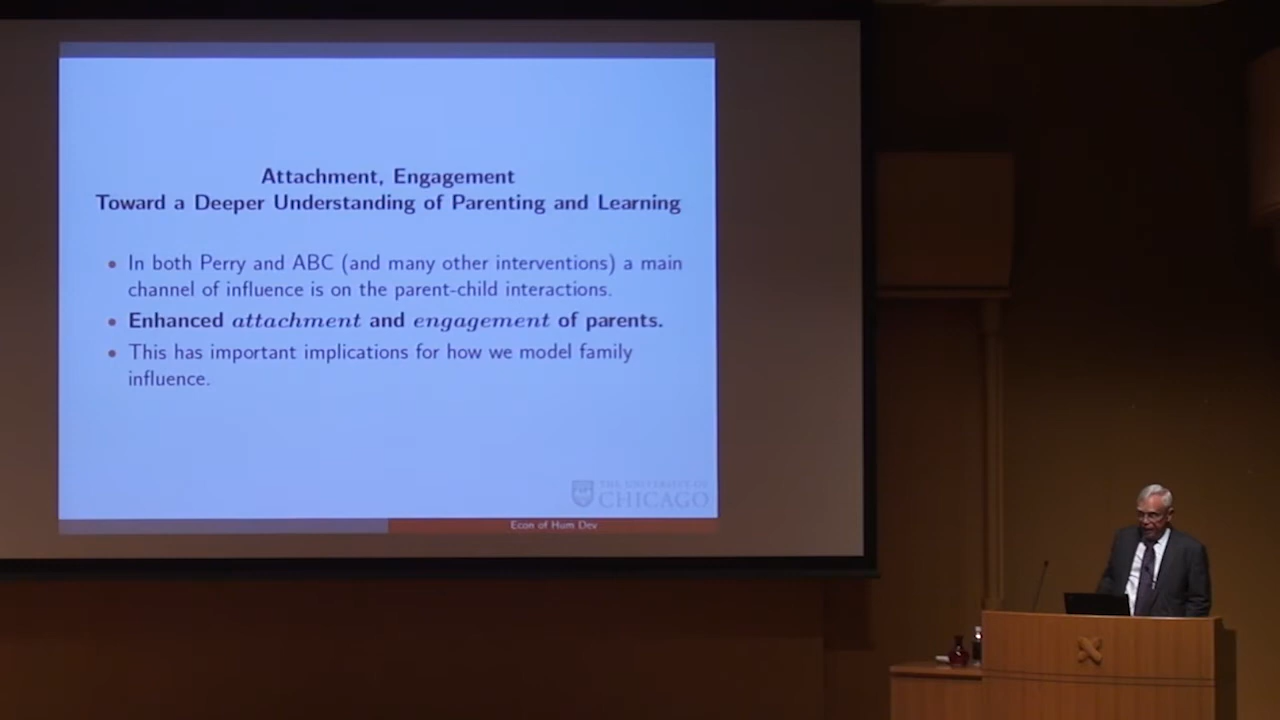 Attachment, Engagement
Toward a Deeper Understanding of Parenting and Learning
• In both Perry and ABC (and many other interventions) a main
channel of influence is on the parent-child interactions.
• Enhanced attachment and engagement of parents.
• This has important implications for how we model family
influence.
THE UNIVERSITY OF
CHICAGO
Econ of Hum Dev